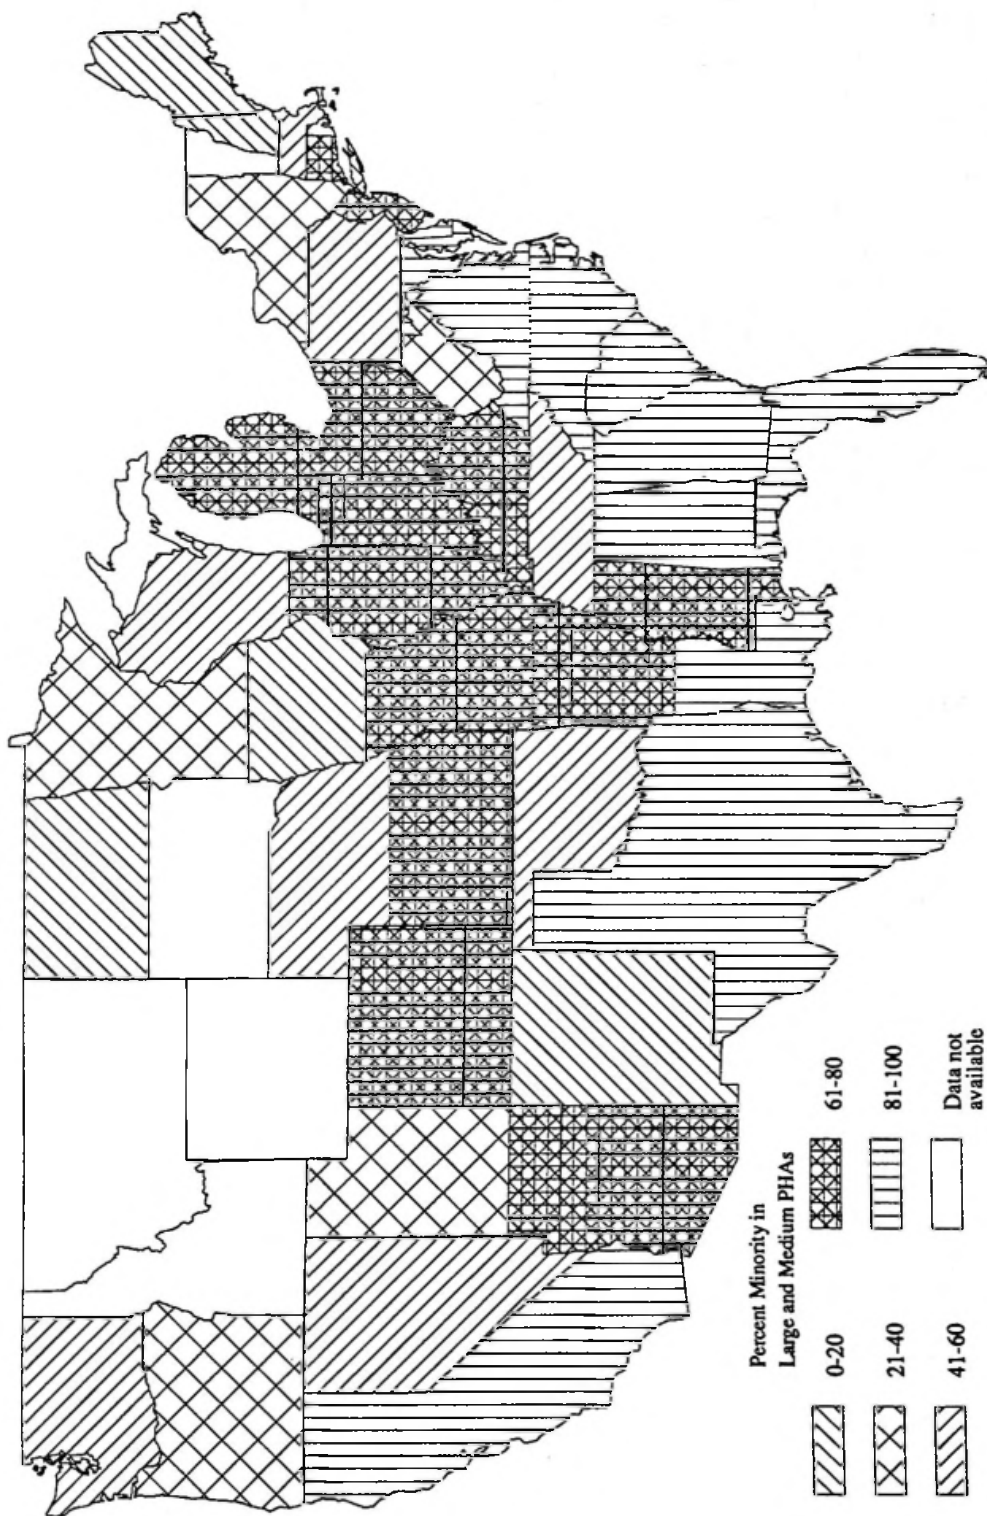 Percent Minority in
Large and Medium PHAs
0-20
61-80
21-40
81-100
41-60
Data not
available